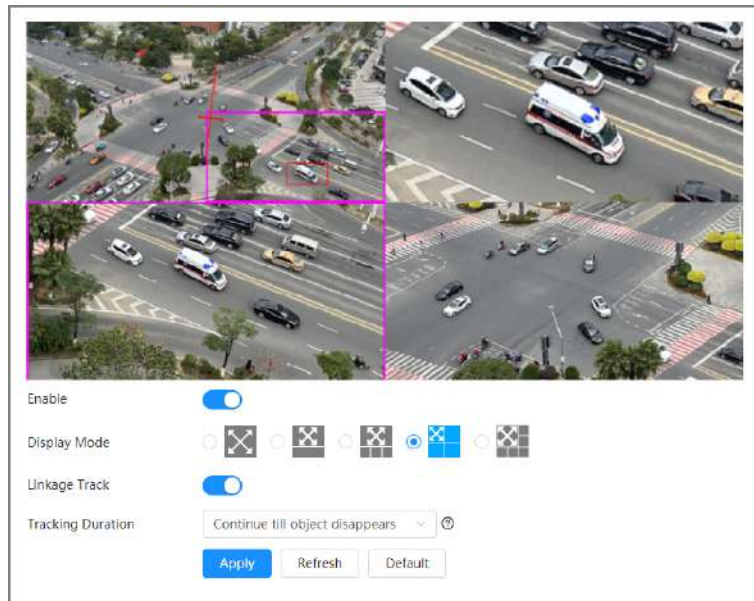 Enable
Display Mode
Linkage Track
Tracking Duration
Continue till object disappears
Apply
Refresh
Default